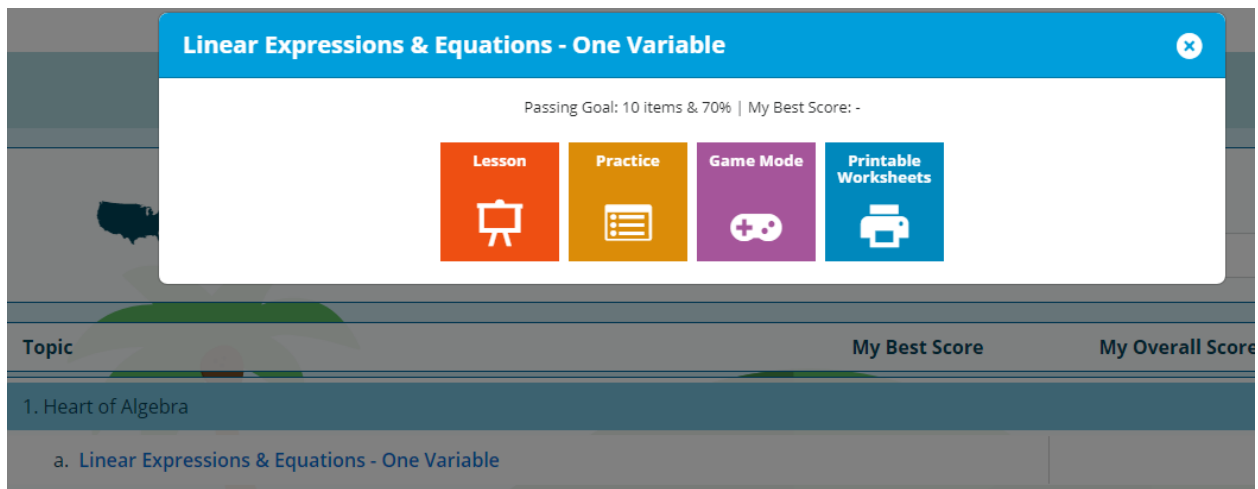 Linear Expressions & Equations - One Variable
Passing Goal: 10 items & 70% | My Best Score: -
Lesson
Practice
Game Mode
Printable
Worksheets
Topic
My Best Score
My Overall Score
1. Heart of Algebra
a. Linear Expressions & Equations - One Variable